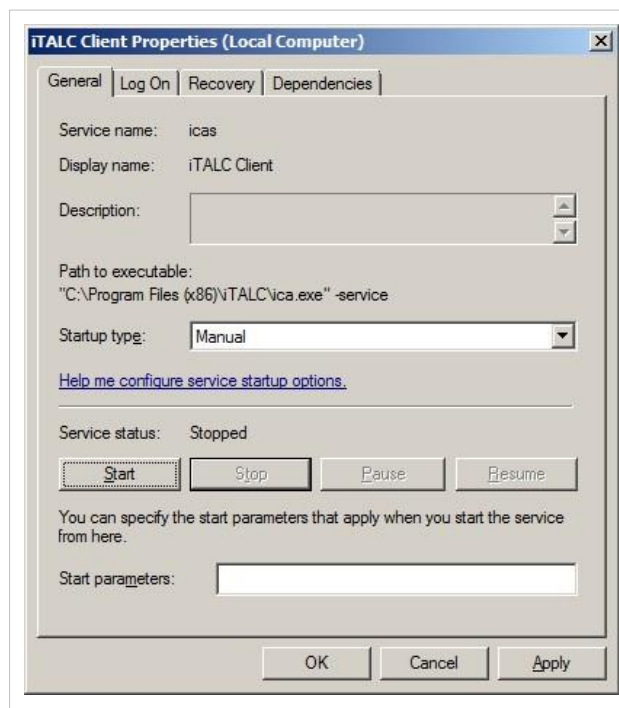 iTALC Client Properties (Local Computer)
General Log On Recovery Dependencies
Service name: icas
Display name: iTALC Client
Description:
Path to executable:
"C:\Program Files (x86)\iTALC\ica.exe" -service
Startup type: Manual
Help me configure service startup options.
Service status: Stopped
Start Stop Pause Resume
You can specify the start parameters that apply when you start the service
from here.
Start parameters:
OK Cancel Apply